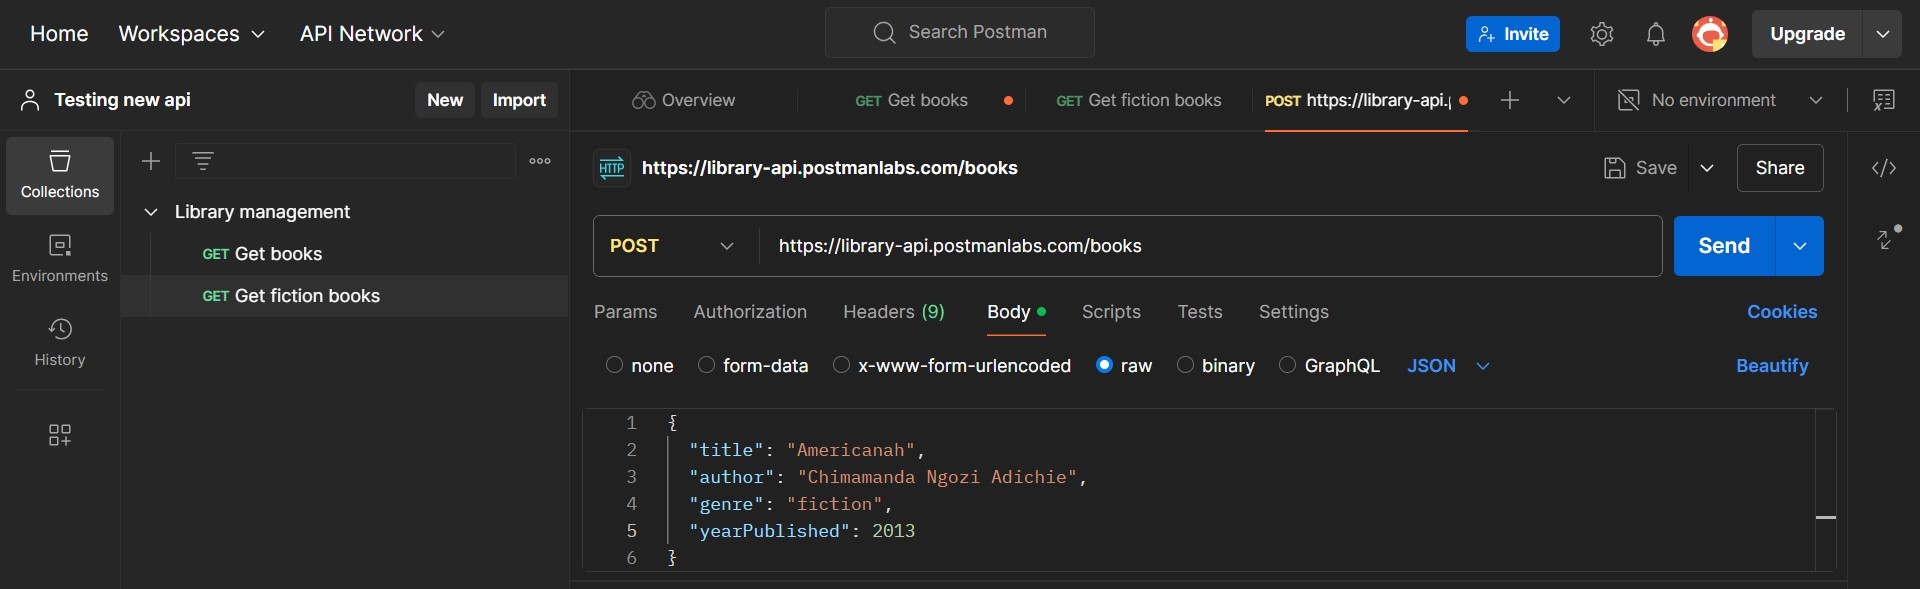 Home Workspaces API Network Search Postman Invite Upgrade
Testing new api New Import Overview GET Get books GET Get fiction books POST https://library-api. No environment
Collections
Environments
History
Library management
GET Get books
GET Get fiction books
HTTP https://library-api.postmanlabs.com/books Save Share
POST https://library-api.postmanlabs.com/books Send
Params Authorization Headers (9) Body Scripts Tests Settings Cookies
none form-data x-www-form-urlencoded raw binary GraphQL JSON Beautify
1 {
2 "title": "Americanah",
3 "author": "Chimamanda Ngozi Adichie",
4 "genre": "fiction",
5 "yearPublished": 2013
6 }